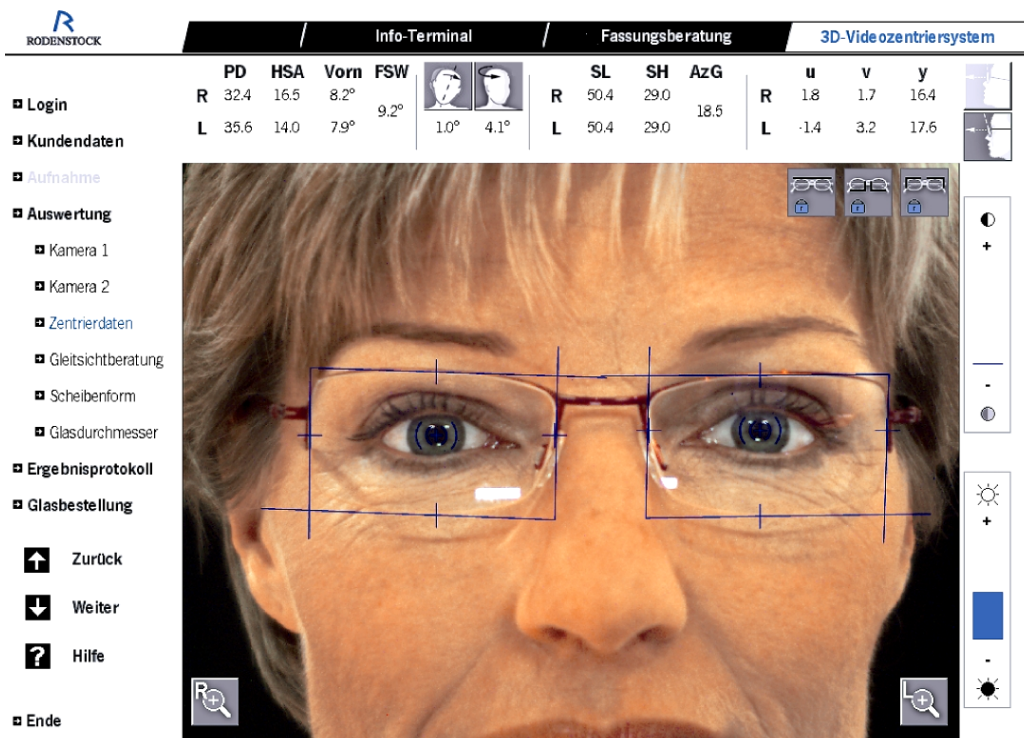 R
RODENSTOCK
Info-Terminal
Fassungsberatung
3D-Videozentriersystem
PD HSA Vorn FSW
R 32.4 16.5 8.2°
9.2°
L 35.6 14.0 7.9°
1.0° 4.1°
SL SH AzG
R 50.4 29.0
18.5
L 50.4 29.0
u v y
R 1.8 1.7 16.4
L -1.4 3.2 17.6
Login
Kundendaten
Aufnahme
Auswertung
Kamera 1
Kamera 2
Zentrierdaten
Gleitsichtberatung
Scheibenform
Glasdurchmesser
Ergebnisprotokoll
Glasbestellung
Zurück
Weiter
? Hilfe
Ende
R
L
+
-
+
-